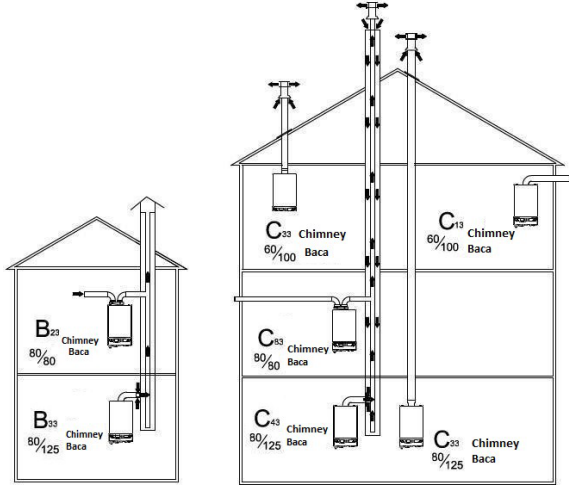 C33 Chimney
60/100 Baca
C13 Chimney
60/100 Baca
B23 Chimney
80/80 Baca
C83 Chimney
80/80 Baca
B33 Chimney
80/125 Baca
C43 Chimney
80/125 Baca
C33 Chimney
80/125 Baca